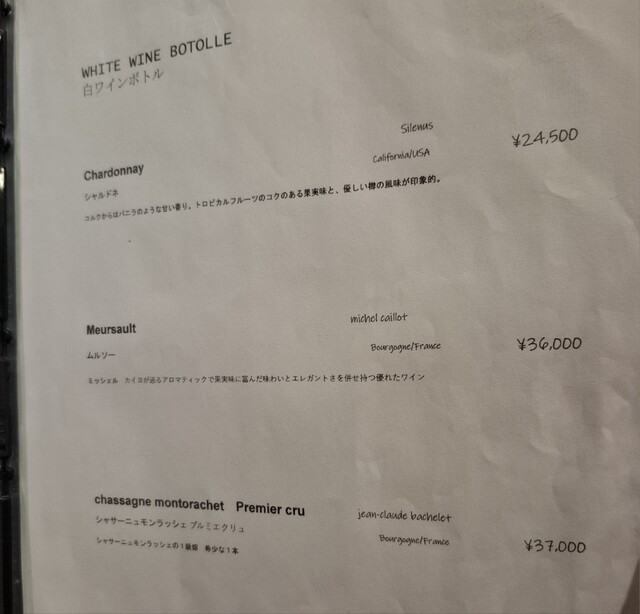 WHITE WINE BOTOLLE
白ワインボトル
Silenus
¥24,500
Chardonnay
California/USA
シャルドネ
コルクからはバニラのような甘い香り。トロピカルフルーツのコクのある果実味と、優しい樽の風味が印象的。
michel caillot
Meursault
¥36,000
Bourgogne/France
ムルソー
ミッシェル カイヨが送るアロマティックで果実味に富んだ味わいとエレガントさを併せ持つ優れたワイン
chassagne montorachet Premier cru
jean-claude bachelet
シャサーニュモンラッシェ プルミエクリュ
Bourgogne/France
¥37,000
シャサーニュモンラッシェの1級畑 希少な1本